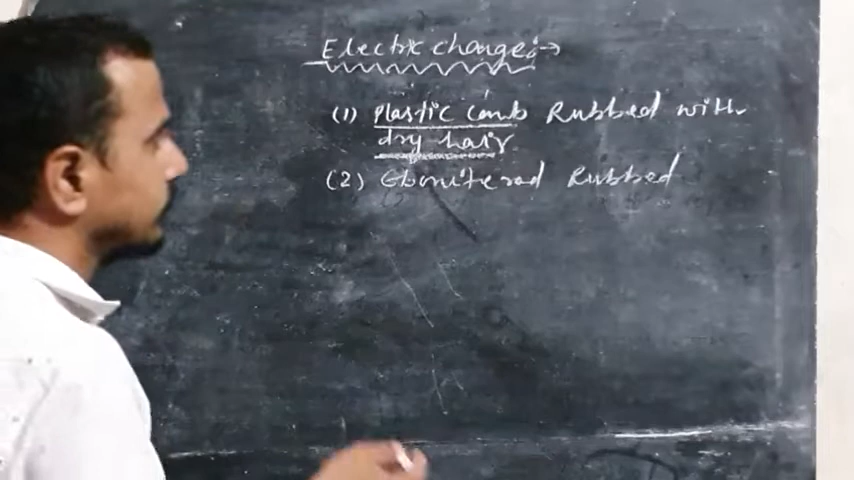 Electric charge:→
(1) Plastic comb Rubbed with
dry hair
(2) Ebonite rod Rubbed